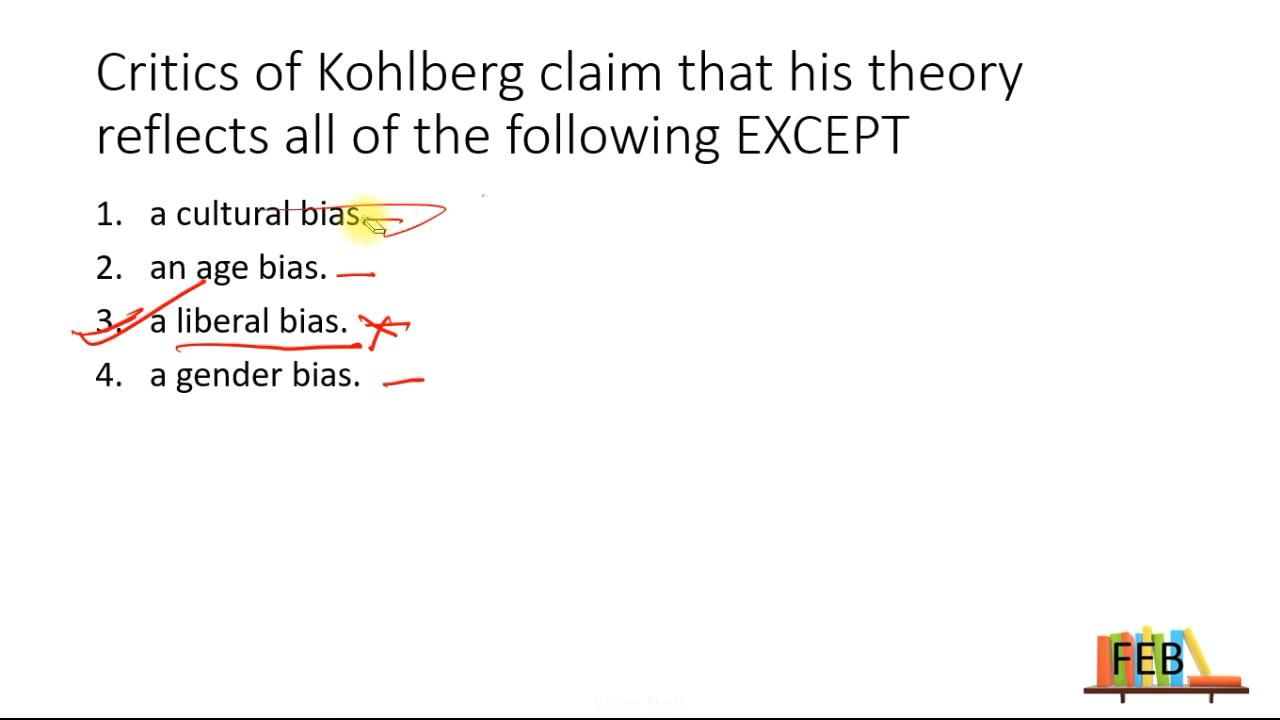 Critics of Kohlberg claim that his theory
reflects all of the following EXCEPT
1. a cultural bias.
2. an age bias.
3. a liberal bias.
4. a gender bias.
FEB